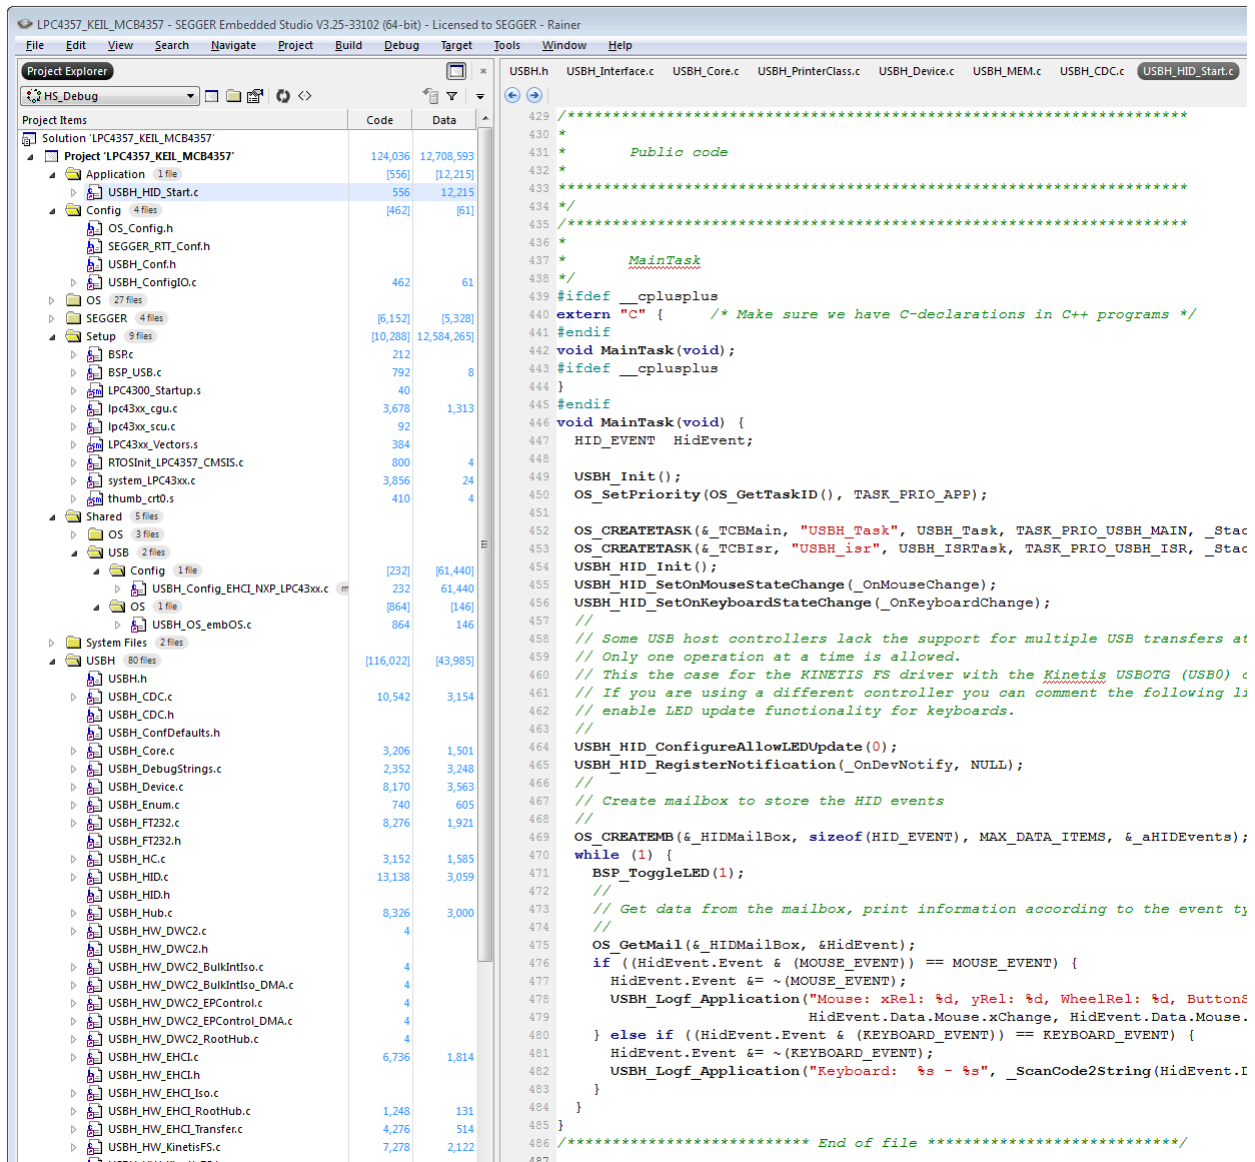 LPC4357_KEIL_MCB4357 - SEGGER Embedded Studio V3.25-33102 (64-bit) - Licensed to SEGGER - Rainer
File Edit View Search Navigate Project Build Debug Target Tools Window Help
Project Explorer
HS_Debug
Project Items Code Data
Solution 'LPC4357_KEIL_MCB4357'
Project 'LPC4357_KEIL_MCB4357' 124,036 12,708,593
Application 1 file [556] [12,215]
USBH_HID_Start.c 556 12,215
Config 4 files [462] [61]
OS_Config.h
SEGGER_RTT_Conf.h
USBH_Conf.h
USBH_ConfigIO.c 462 61
OS 27 files
SEGGER 4 files [6,152] [5,328]
Setup 9 files [10,288] 12,584,265]
BSP.c 212
BSP_USB.c 792 8
LPC4300_Startup.s 40
lpc43xx_cgu.c 3,678 1,313
lpc43xx_scu.c 92
LPC43xx_Vectors.s 384
RTOSInit_LPC4357_CMSIS.c 800 4
system_LPC43xx.c 3,856 24
thumb_crt0.s 410 4
Shared 5 files
OS 3 files
USB 2 files
Config 1 file [232] [61,440]
USBH_Config_EHCI_NXP_LPC43xx.c 232 61,440
OS 1 file [864] [146]
USBH_OS_embOS.c 864 146
System Files 2 files
USBH 80 files [116,022] [43,985]
USBH.h
USBH_CDC.c 10,542 3,154
USBH_CDC.h
USBH_ConfDefaults.h
USBH_Core.c 3,206 1,501
USBH_DebugStrings.c 2,352 3,248
USBH_Device.c 8,170 3,563
USBH_Enum.c 740 605
USBH_FT232.c 8,276 1,921
USBH_FT232.h
USBH_HC.c 3,152 1,585
USBH_HID.c 13,138 3,059
USBH_HID.h
USBH_Hub.c 8,326 3,000
USBH_HW_DWC2.c 4
USBH_HW_DWC2.h
USBH_HW_DWC2_BulkIntIso.c 4
USBH_HW_DWC2_BulkIntIso_DMA.c 4
USBH_HW_DWC2_EPControl.c 4
USBH_HW_DWC2_EPControl_DMA.c 4
USBH_HW_DWC2_RootHub.c 4
USBH_HW_EHCI.c 6,736 1,814
USBH_HW_EHCI.h
USBH_HW_EHCI_Iso.c
USBH_HW_EHCI_RootHub.c 1,248 131
USBH_HW_EHCI_Transfer.c 4,276 514
USBH_HW_KinetisFS.c 7,278 2,122
USBH.h USBH_Interface.c USBH_Core.c USBH_PrinterClass.c USBH_Device.c USBH_MEM.c USBH_CDC.c USBH_HID_Start.c
429 /*********************************************************************
430 *
431 * Public code
432 *
433 **********************************************************************
434 */
435 /*********************************************************************
436 *
437 * MainTask
438 */
439 #ifdef __cplusplus
440 extern "C" { /* Make sure we have C-declarations in C++ programs */
441 #endif
442 void MainTask(void);
443 #ifdef __cplusplus
444 }
445 #endif
446 void MainTask(void) {
447 HID_EVENT HidEvent;
448
449 USBH_Init();
450 OS_SetPriority(OS_GetTaskID(), TASK_PRIO_APP);
451
452 OS_CREATETASK(&_TCBMain, "USBH_Task", USBH_Task, TASK_PRIO_USBH_MAIN, _Stac
453 OS_CREATETASK(&_TCBIsr, "USBH_isr", USBH_ISRTask, TASK_PRIO_USBH_ISR, _Stac
454 USBH_HID_Init();
455 USBH_HID_SetOnMouseStateChange(_OnMouseChange);
456 USBH_HID_SetOnKeyboardStateChange(_OnKeyboardChange);
457 //
458 // Some USB host controllers lack the support for multiple USB transfers at
459 // Only one operation at a time is allowed.
460 // This the case for the KINETIS FS driver with the Kinetis USBOTG (USB0) c
461 // If you are using a different controller you can comment the following li
462 // enable LED update functionality for keyboards.
463 //
464 USBH_HID_ConfigureAllowLEDUpdate(0);
465 USBH_HID_RegisterNotification(_OnDevNotify, NULL);
466 //
467 // Create mailbox to store the HID events
468 //
469 OS_CREATEMB(&_HIDMailBox, sizeof(HID_EVENT), MAX_DATA_ITEMS, &_aHIDEvents);
470 while (1) {
471 BSP_ToggleLED(1);
472 //
473 // Get data from the mailbox, print information according to the event ty
474 //
475 OS_GetMail(&_HIDMailBox, &HidEvent);
476 if ((HidEvent.Event & (MOUSE_EVENT)) == MOUSE_EVENT) {
477 HidEvent.Event &= ~(MOUSE_EVENT);
478 USBH_Logf_Application("Mouse: xRel: %d, yRel: %d, WheelRel: %d, ButtonS
479 HidEvent.Data.Mouse.xChange, HidEvent.Data.Mouse.
480 } else if ((HidEvent.Event & (KEYBOARD_EVENT)) == KEYBOARD_EVENT) {
481 HidEvent.Event &= ~(KEYBOARD_EVENT);
482 USBH_Logf_Application("Keyboard: %s - %s", _ScanCode2String(HidEvent.D
483 }
484 }
485 }
486 /*************************** End of file ****************************/